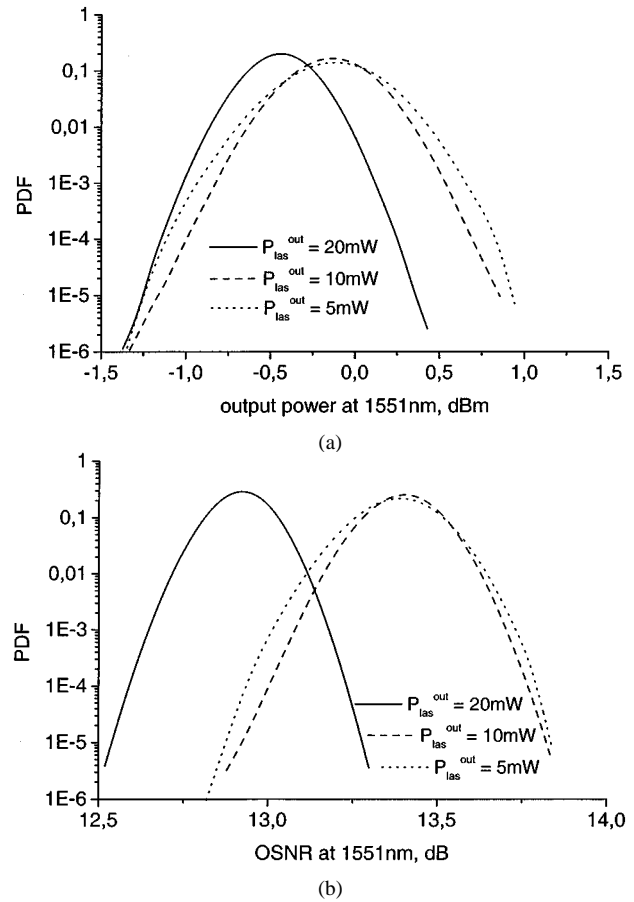 1
0,1
0,01
1E-3
1E-4
1E-5
1E-6
PDF
P_las^out = 20mW
P_las^out = 10mW
P_las^out = 5mW
-1,5 -1,0 -0,5 0,0 0,5 1,0 1,5
output power at 1551nm, dBm
(a)
1
0,1
0,01
1E-3
1E-4
1E-5
1E-6
PDF
P_las^out = 20mW
P_las^out = 10mW
P_las^out = 5mW
12,5 13,0 13,5 14,0
OSNR at 1551nm, dB
(b)